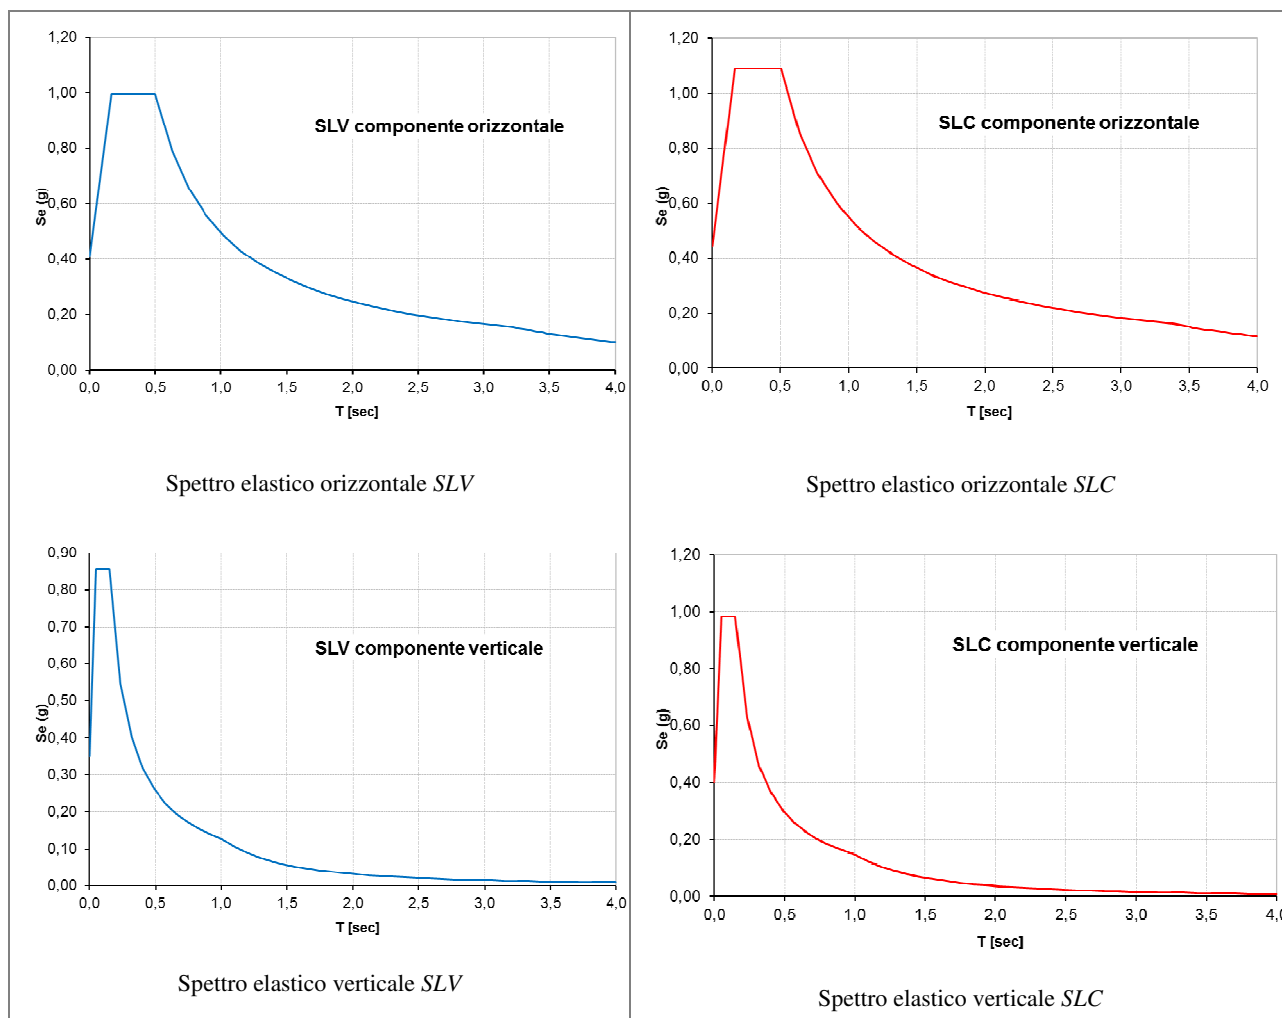 1,20
1,00
0,80
0,60
0,40
0,20
0,00
Se (g)
SLV componente orizzontale
0,0 0,5 1,0 1,5 2,0 2,5 3,0 3,5 4,0
T [sec]
Spettro elastico orizzontale SLV
1,20
1,00
0,80
0,60
0,40
0,20
0,00
Se (g)
SLC componente orizzontale
0,0 0,5 1,0 1,5 2,0 2,5 3,0 3,5 4,0
T [sec]
Spettro elastico orizzontale SLC
0,90
0,80
0,70
0,60
0,50
0,40
0,30
0,20
0,10
0,00
Se (g)
SLV componente verticale
0,0 0,5 1,0 1,5 2,0 2,5 3,0 3,5 4,0
T [sec]
Spettro elastico verticale SLV
1,20
1,00
0,80
0,60
0,40
0,20
0,00
Se (g)
SLC componente verticale
0,0 0,5 1,0 1,5 2,0 2,5 3,0 3,5 4,0
T [sec]
Spettro elastico verticale SLC